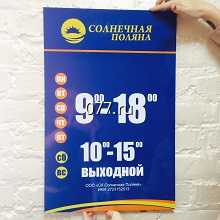 СОЛНЕЧНАЯ
ПОЛЯНА
ПН
ВТ
СР
ЧТ
ПТ
9⁰⁰-18⁰⁰
СБ
ВС
10⁰⁰-15⁰⁰
ВЫХОДНОЙ